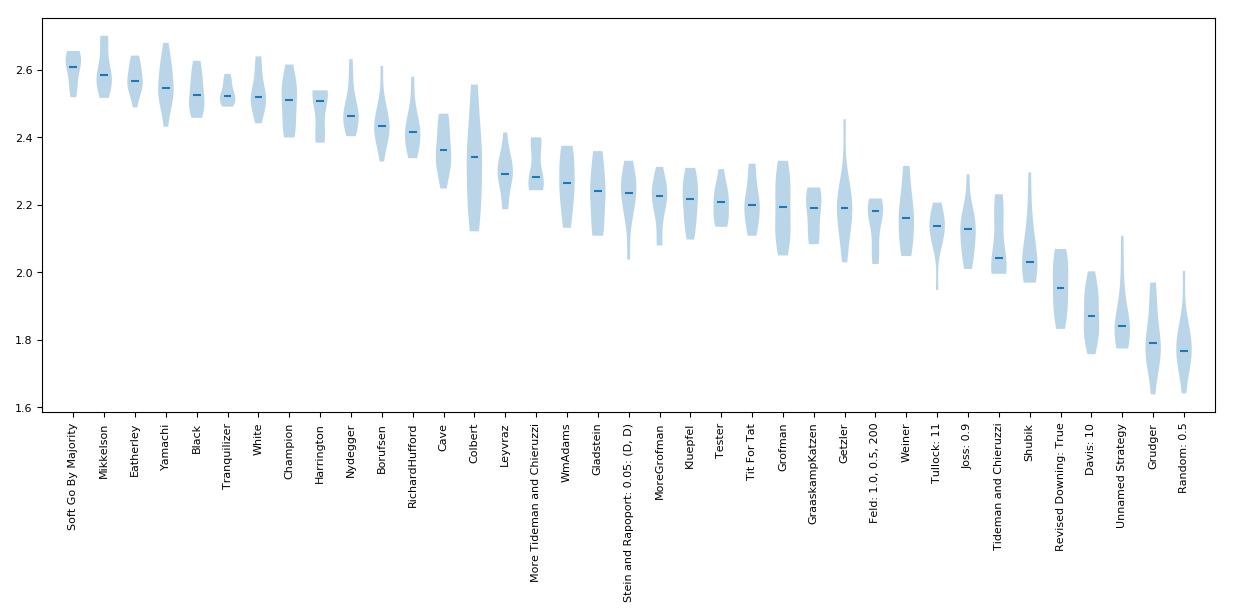 2.6
2.4
2.2
2.0
1.8
1.6
Soft Go By Majority
Mikkelson
Eatherley
Yamachi
Black
Tranquilizer
White
Champion
Harrington
Nydegger
Borufsen
RichardHufford
Cave
Colbert
Leyvraz
More Tideman and Chieruzzi
WmAdams
Gladstein
Stein and Rapoport: 0.05: (D, D)
MoreGrofman
Kluepfel
Tester
Tit For Tat
Grofman
GraaskampKatzen
Getzler
Feld: 1.0, 0.5, 200
Weiner
Tullock: 11
Joss: 0.9
Tideman and Chieruzzi
Shubik
Revised Downing: True
Davis: 10
Unnamed Strategy
Grudger
Random: 0.5